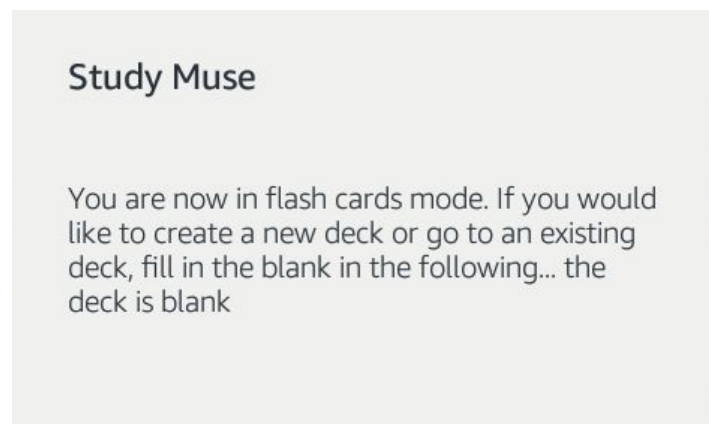 Study Muse
You are now in flash cards mode. If you would
like to create a new deck or go to an existing
deck, fill in the blank in the following... the
deck is blank